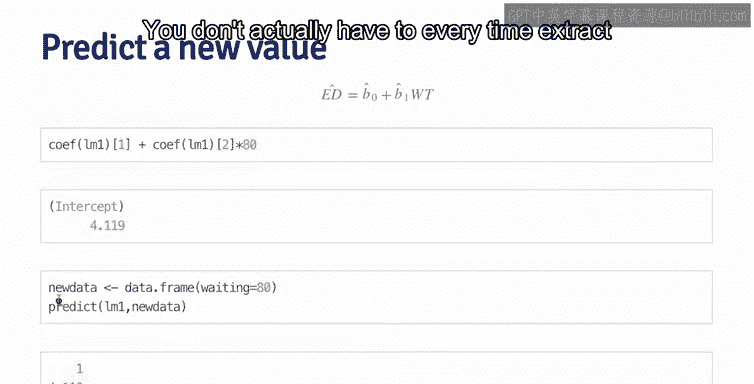 You don't actually have to every time extract
Predict a new value
ED̂ = b̂₀ + b̂₁WT
coef(lm1)[1] + coef(lm1)[2]*80
(Intercept)
4.119
newdata <- data.frame(waiting=80)
predict(lm1,newdata)
1